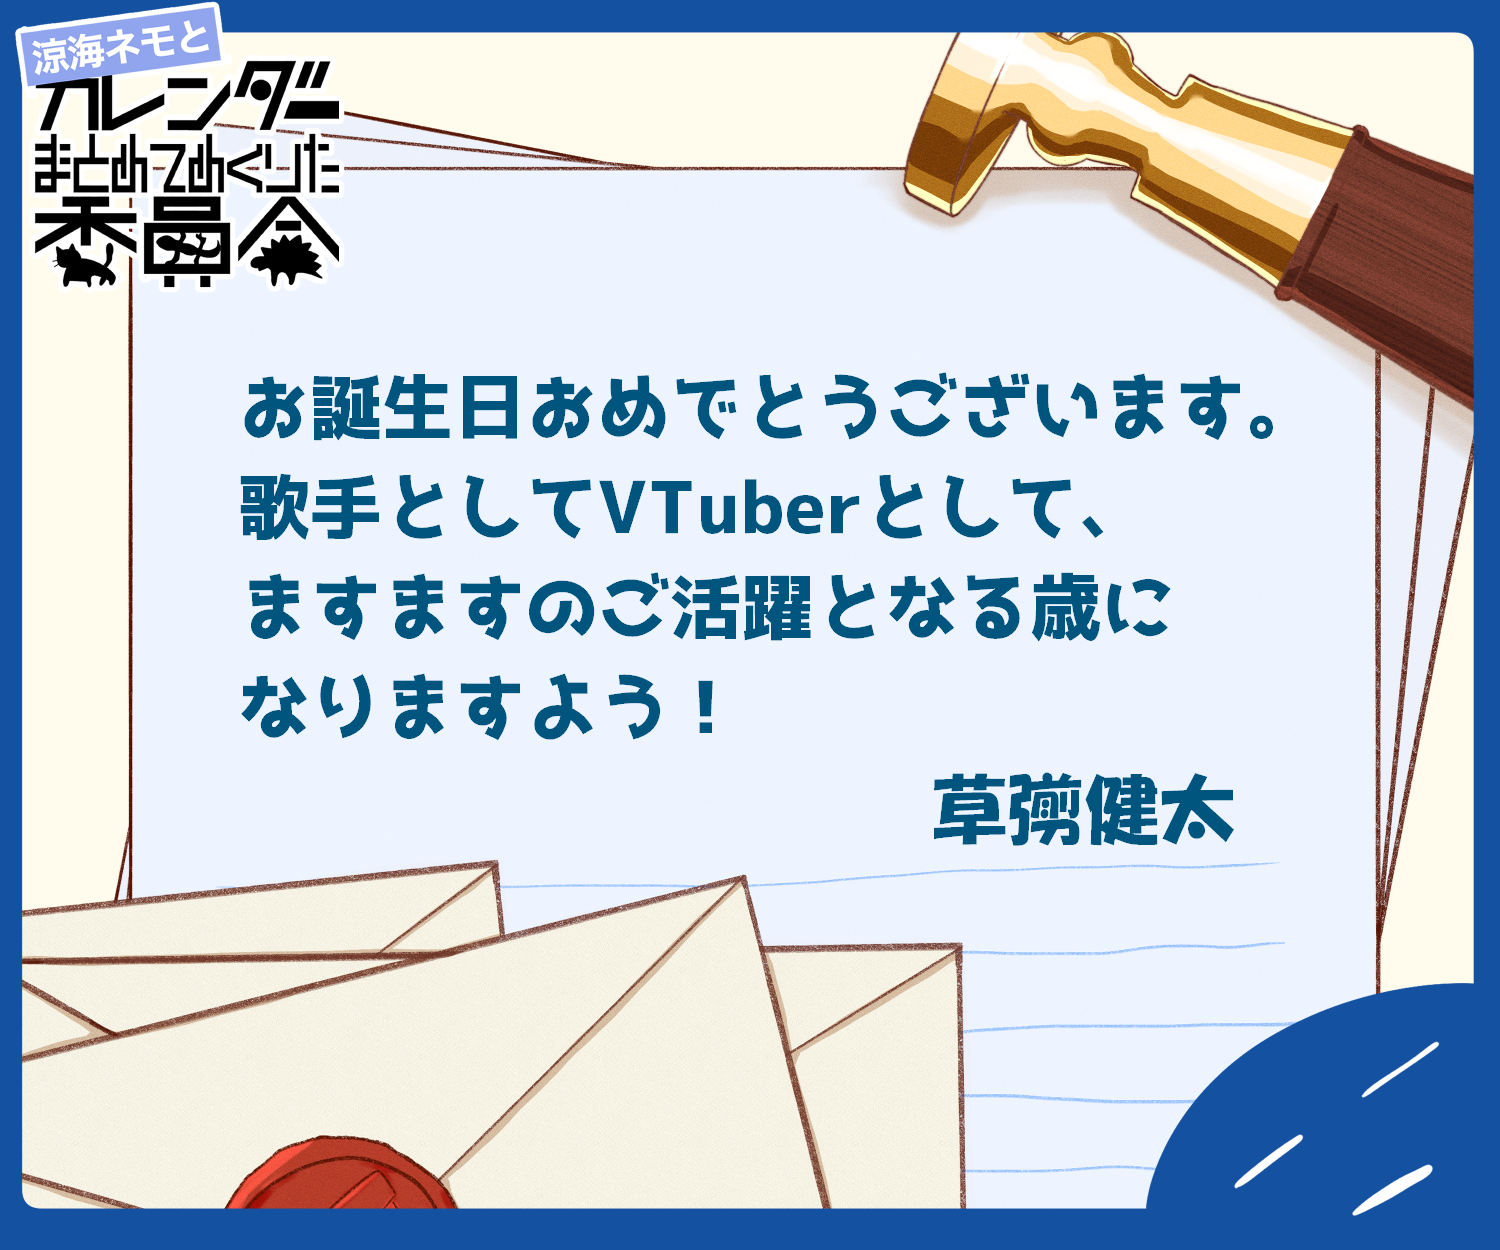 涼海ネモと
カレンダー
まとめてめくりた
委員会
お誕生日おめでとうございます。
歌手としてVTuberとして、
ますますのご活躍となる歳に
なりますよう！
草彅健太